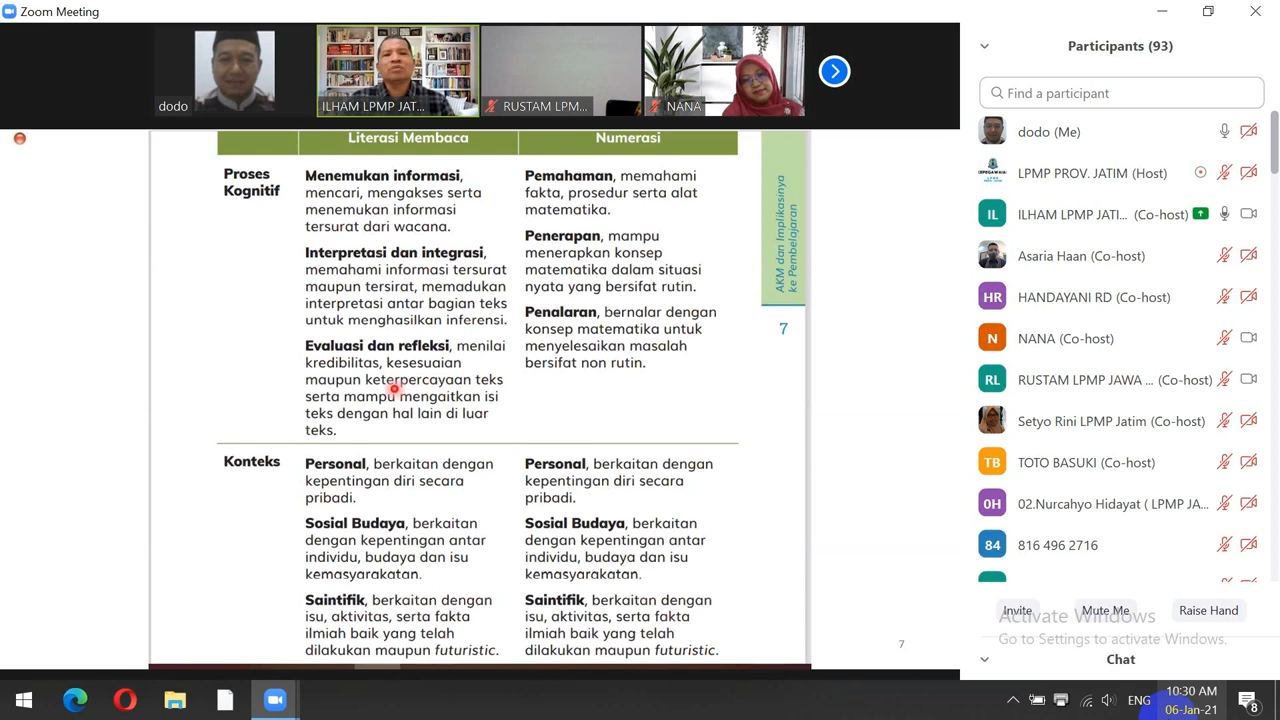 Zoom Meeting
dodo
ILHAM LPMP JAT...
RUSTAM LPM...
NANA
Literasi Membaca
Numerasi
Proses
Kognitif
Menemukan informasi,
mencari, mengakses serta
menemukan informasi
tersurat dari wacana.
Interpretasi dan integrasi,
memahami informasi tersurat
maupun tersirat, memadukan
interpretasi antar bagian teks
untuk menghasilkan inferensi.
Evaluasi dan refleksi, menilai
kredibilitas, kesesuaian
maupun keterpercayaan teks
serta mampu mengaitkan isi
teks dengan hal lain di luar
teks.
Pemahaman, memahami
fakta, prosedur serta alat
matematika.
Penerapan, mampu
menerapkan konsep
matematika dalam situasi
nyata yang bersifat rutin.
Penalaran, bernalar dengan
konsep matematika untuk
menyelesaikan masalah
bersifat non rutin.
Konteks
Personal, berkaitan dengan
kepentingan diri secara
pribadi.
Sosial Budaya, berkaitan
dengan kepentingan antar
individu, budaya dan isu
kemasyarakatan.
Saintifik, berkaitan dengan
isu, aktivitas, serta fakta
ilmiah baik yang telah
dilakukan maupun futuristic.
Personal, berkaitan dengan
kepentingan diri secara
pribadi.
Sosial Budaya, berkaitan
dengan kepentingan antar
individu, budaya dan isu
kemasyarakatan.
Saintifik, berkaitan dengan
isu, aktivitas, serta fakta
ilmiah baik yang telah
dilakukan maupun futuristic.
AKM dan Implikasinya
ke Pembelajaran
7
7
Participants (93)
Find a participant
dodo (Me)
LPMP PROV. JATIM (Host)
IL
ILHAM LPMP JATI... (Co-host)
Asaria Haan (Co-host)
HR
HANDAYANI RD (Co-host)
N
NANA (Co-host)
RL
RUSTAM LPMP JAWA ... (Co-host)
Setyo Rini LPMP Jatim (Co-host)
TB
TOTO BASUKI (Co-host)
0H
02.Nurcahyo Hidayat ( LPMP JA...
84
816 496 2716
Invite
Mute Me
Raise Hand
Activate Windows
Go to Settings to activate Windows.
Chat
ENG
10:30 AM
06-Jan-21
8